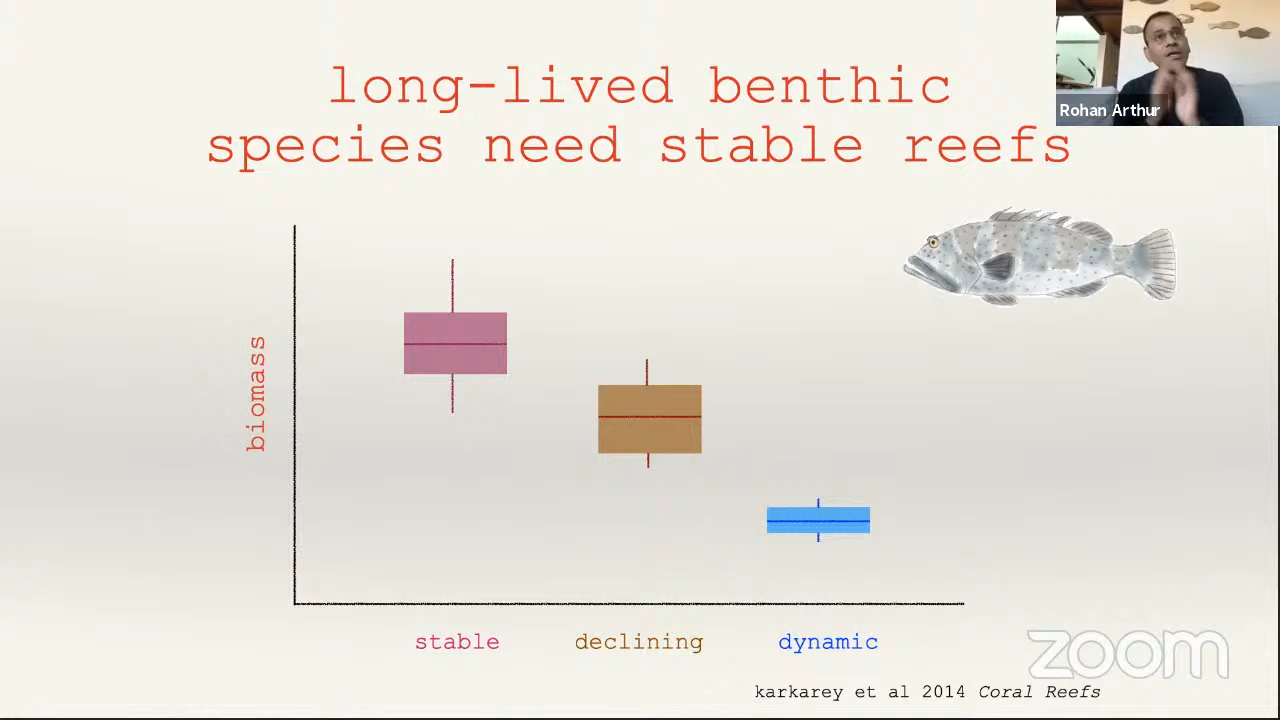 long-lived benthic
species need stable reefs
Rohan Arthur
biomass
stable declining dynamic
zoom
karkarey et al 2014 Coral Reefs